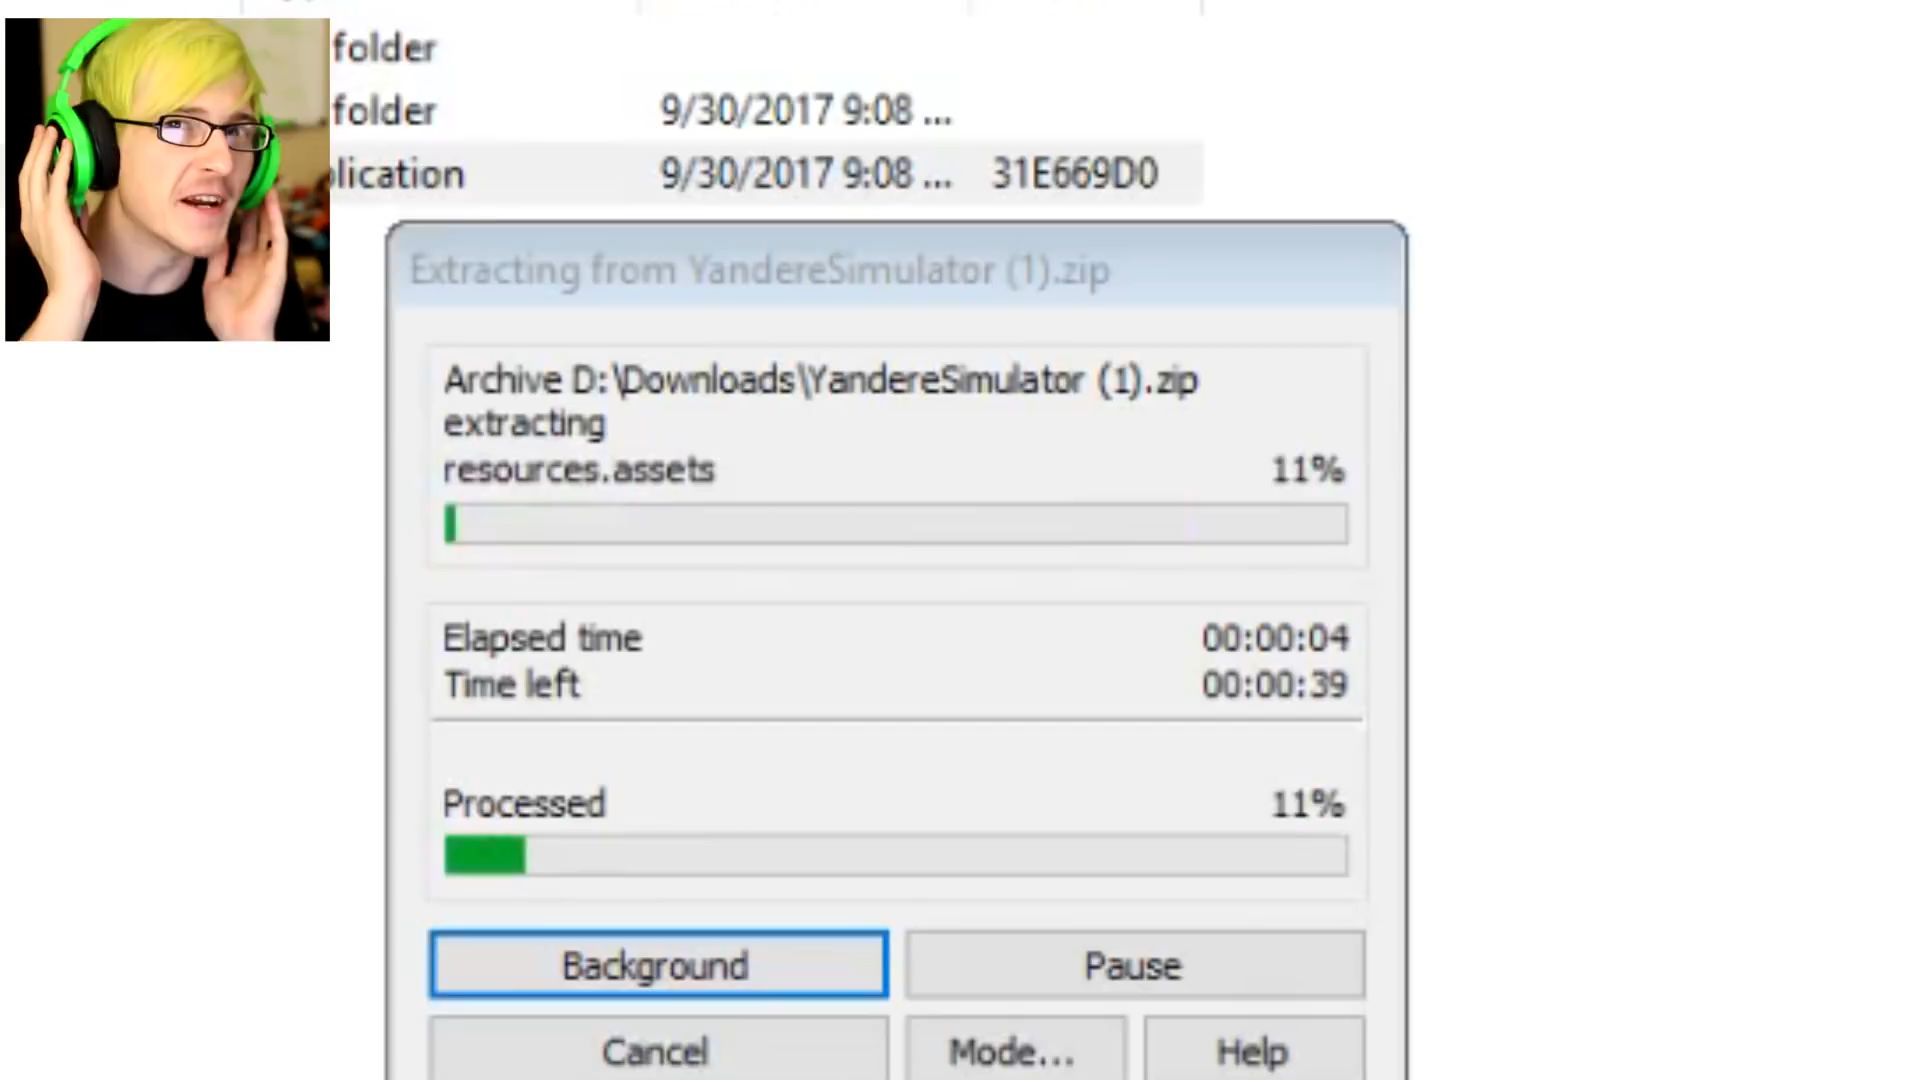 folder
folder 9/30/2017 9:08 ...
lication 9/30/2017 9:08 ... 31E669D0
Extracting from YandereSimulator (1).zip
Archive D:\Downloads\YandereSimulator (1).zip
extracting
resources.assets 11%
Elapsed time 00:00:04
Time left 00:00:39
Processed 11%
Background Pause
Cancel Mode... Help